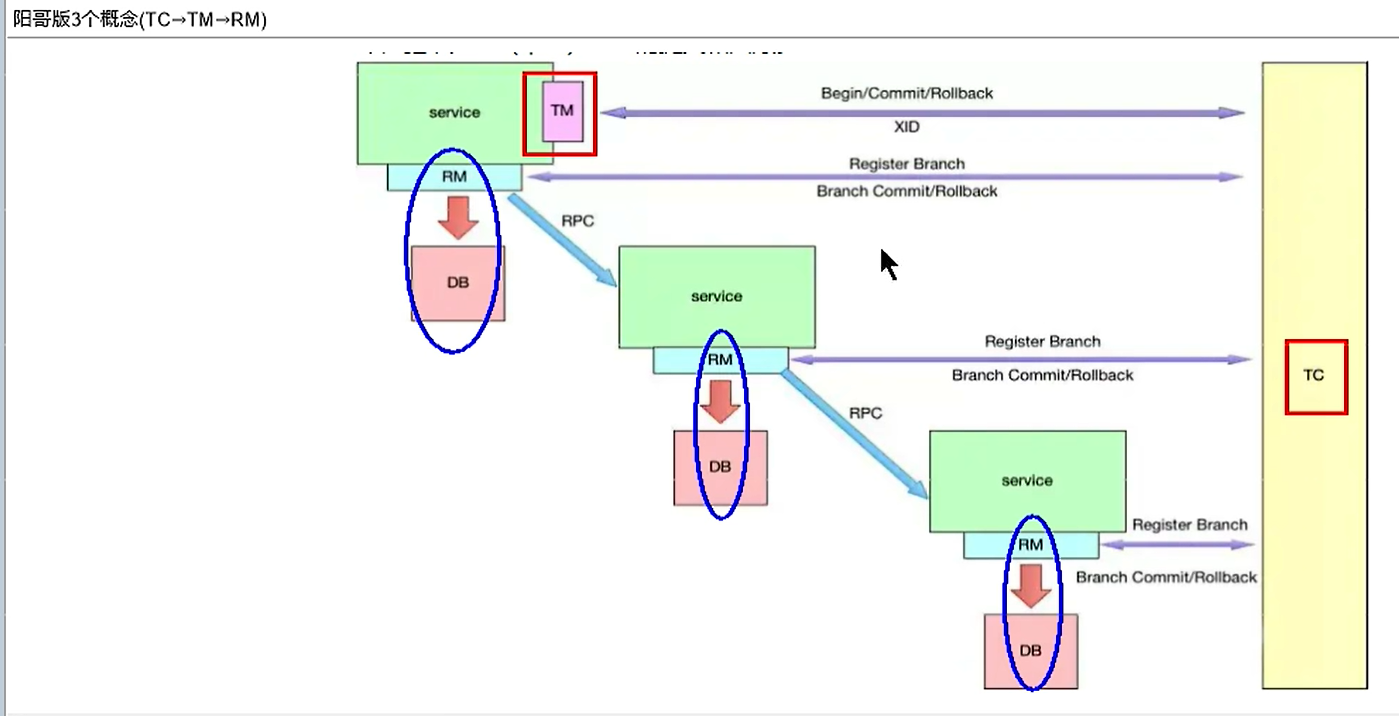 阳哥版3个概念(TC→TM→RM)
service
TM
Begin/Commit/Rollback
XID
RM
Register Branch
Branch Commit/Rollback
RPC
DB
service
RM
Register Branch
Branch Commit/Rollback
TC
RPC
DB
service
RM
Register Branch
Branch Commit/Rollback
DB